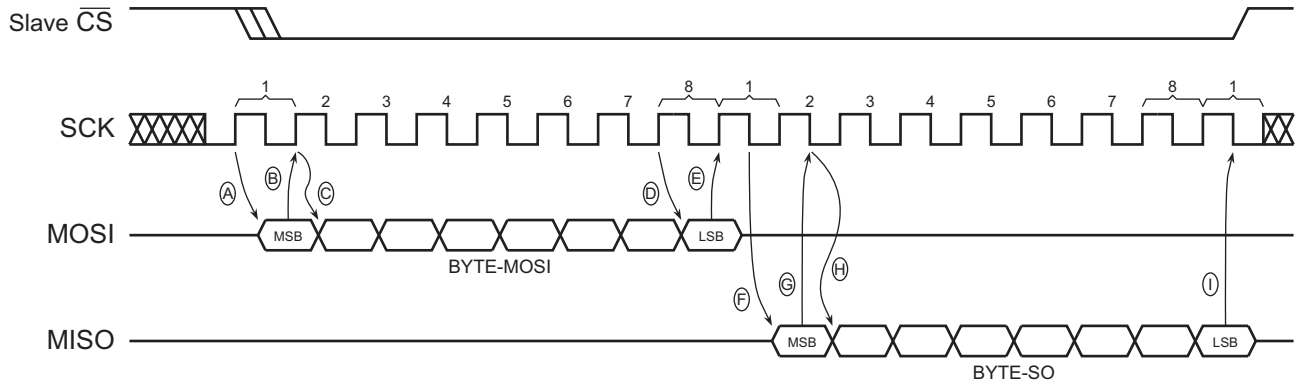 Slave CS
1 8 1 8 1
SCK 2 3 4 5 6 7 2 3 4 5 6 7
A B C D E
MOSI MSB LSB
BYTE-MOSI
F G H I
MISO MSB LSB
BYTE-SO